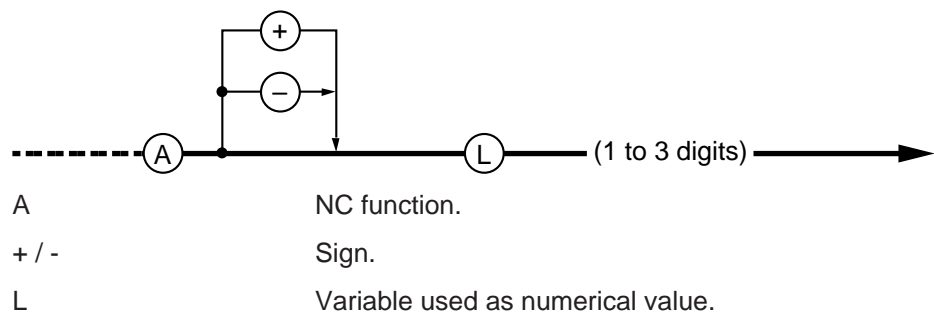 +
–
A L (1 to 3 digits)
A NC function.
+ / - Sign.
L Variable used as numerical value.